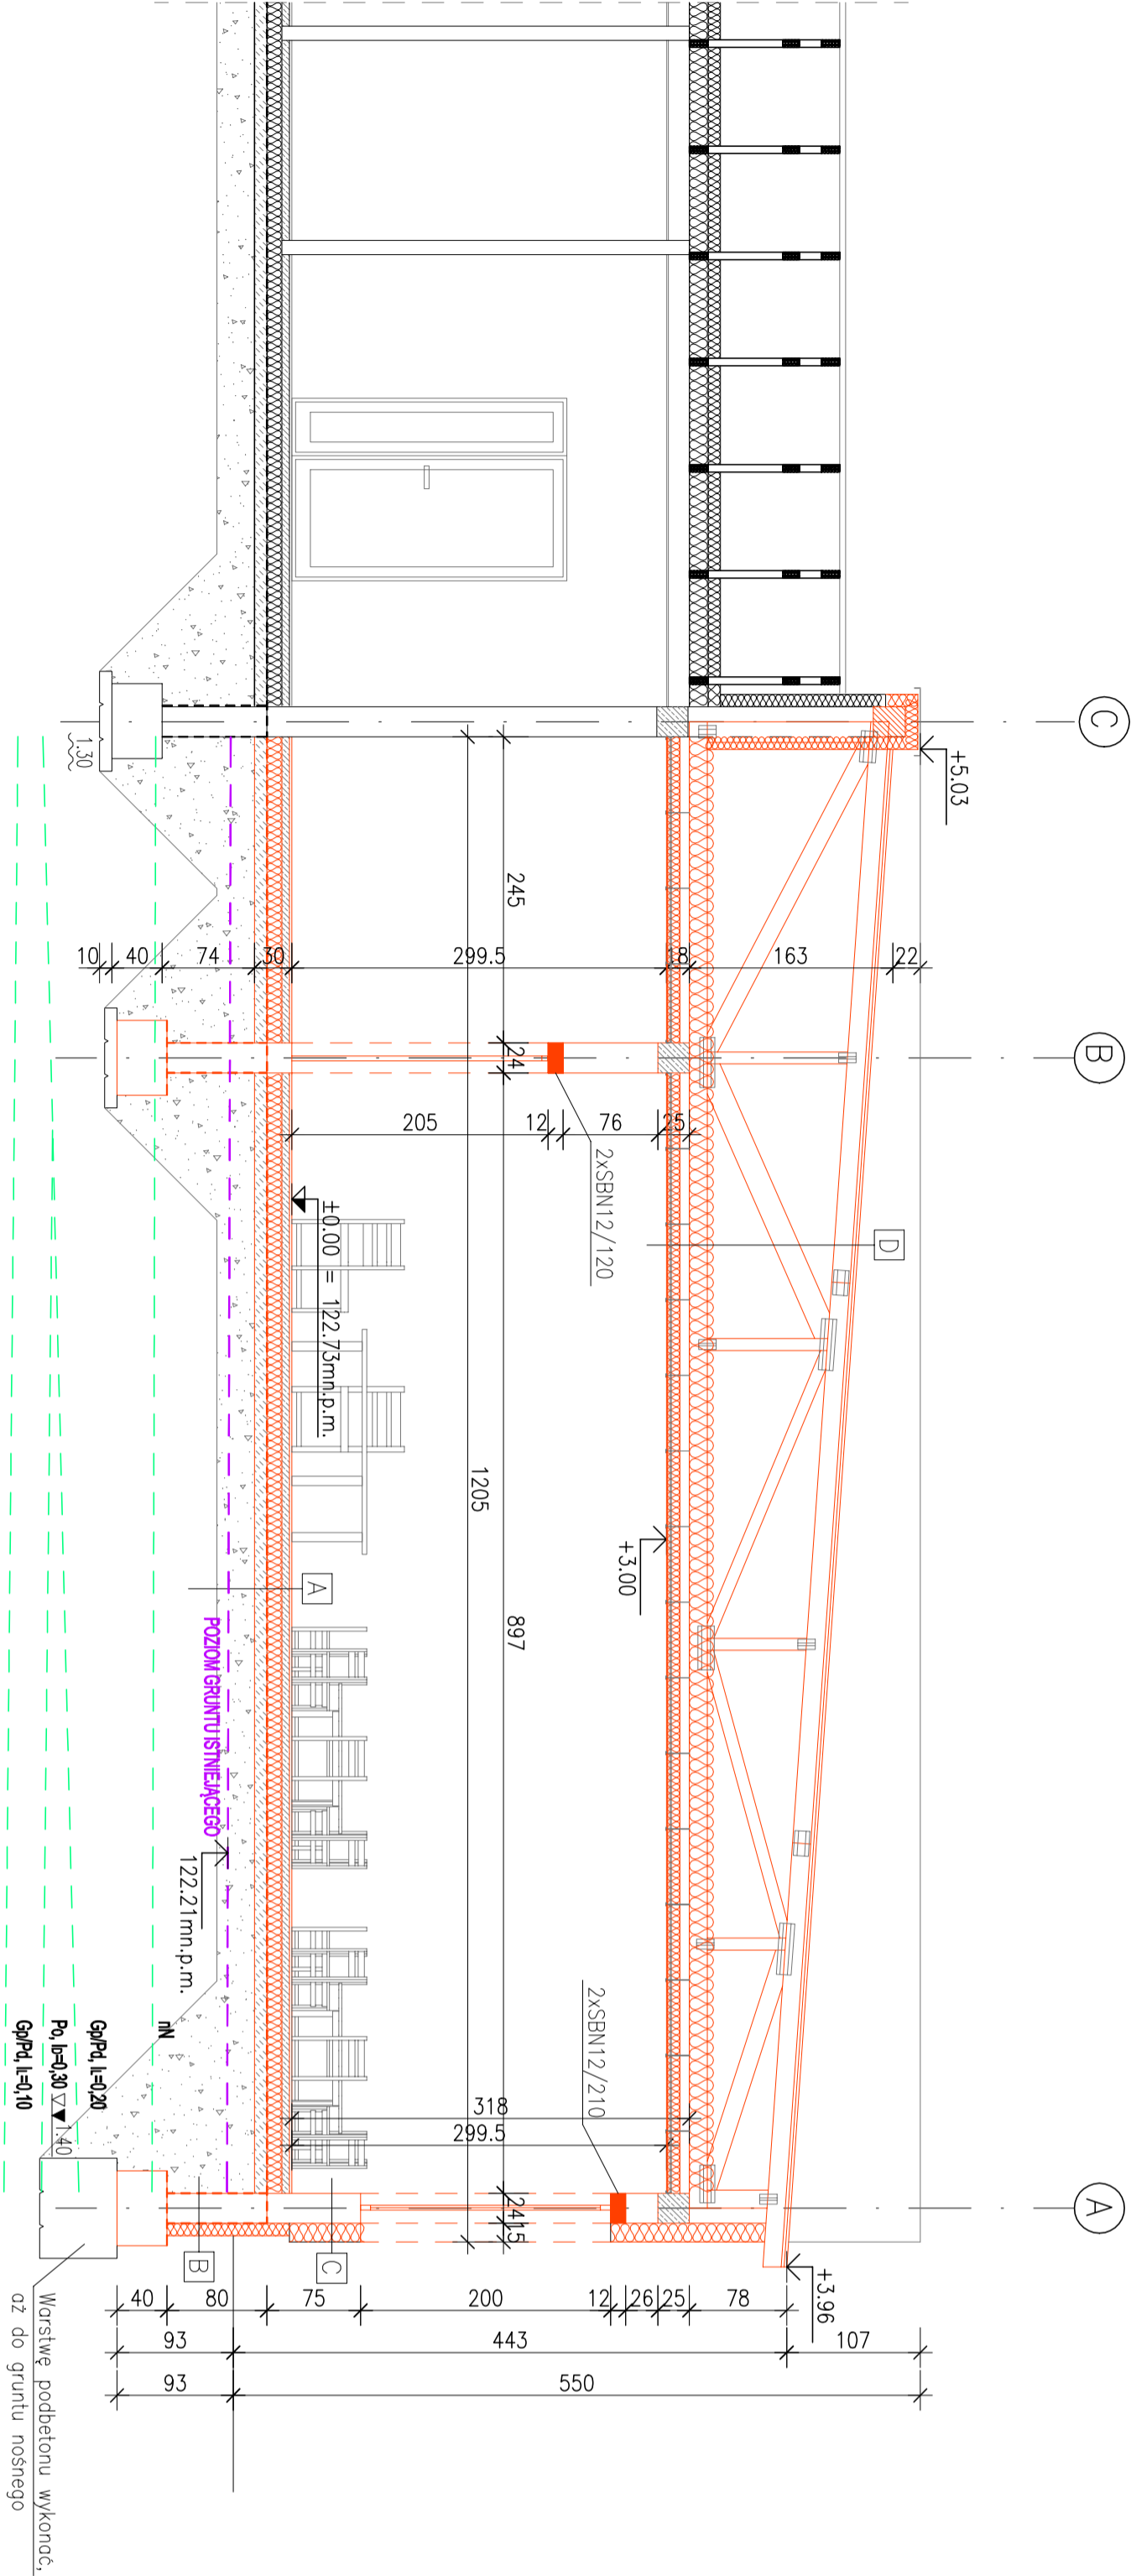 C
+5.03
1.30
245
10
40
74
30
299.5
18
163
22
B
24
205
12
76
25
2xSBN12/120
D
±0.00 = 122.73mn.p.m.
1205
+3.00
A
897
POZIOM GRUNTU ISTNIEJĄCEGO
122.21mn.p.m.
2xSBN12/210
nN
Gp/Pd, IL=0,20
Po, ID=0,30
1.40
Gp/Pd, IL=0,10
318
299.5
24
15
A
B
C
+3.96
40
80
75
200
12
26
25
78
93
443
107
93
550
Warstwę podbetonu wykonać,
aż do gruntu nośnego